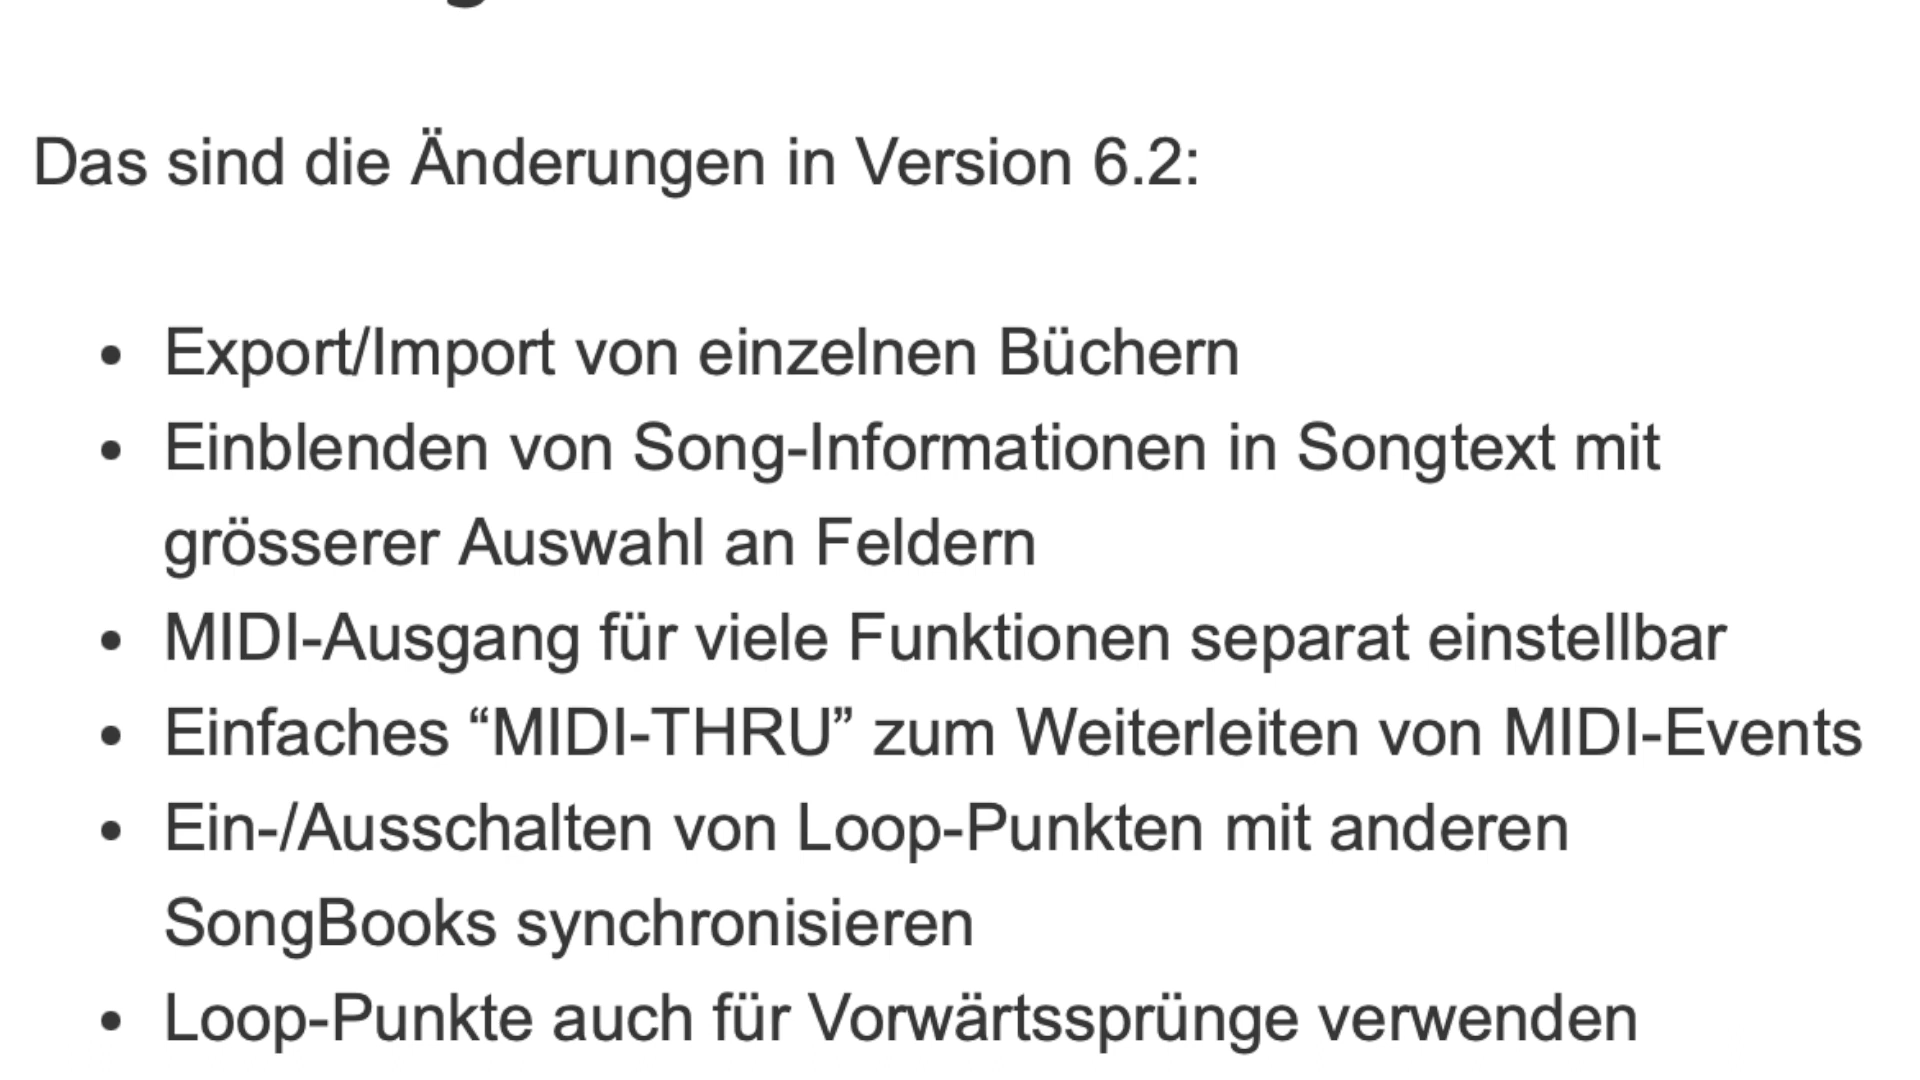 Das sind die Änderungen in Version 6.2:
• Export/Import von einzelnen Büchern
• Einblenden von Song-Informationen in Songtext mit
grösserer Auswahl an Feldern
• MIDI-Ausgang für viele Funktionen separat einstellbar
• Einfaches “MIDI-THRU” zum Weiterleiten von MIDI-Events
• Ein-/Ausschalten von Loop-Punkten mit anderen
SongBooks synchronisieren
• Loop-Punkte auch für Vorwärtssprünge verwenden